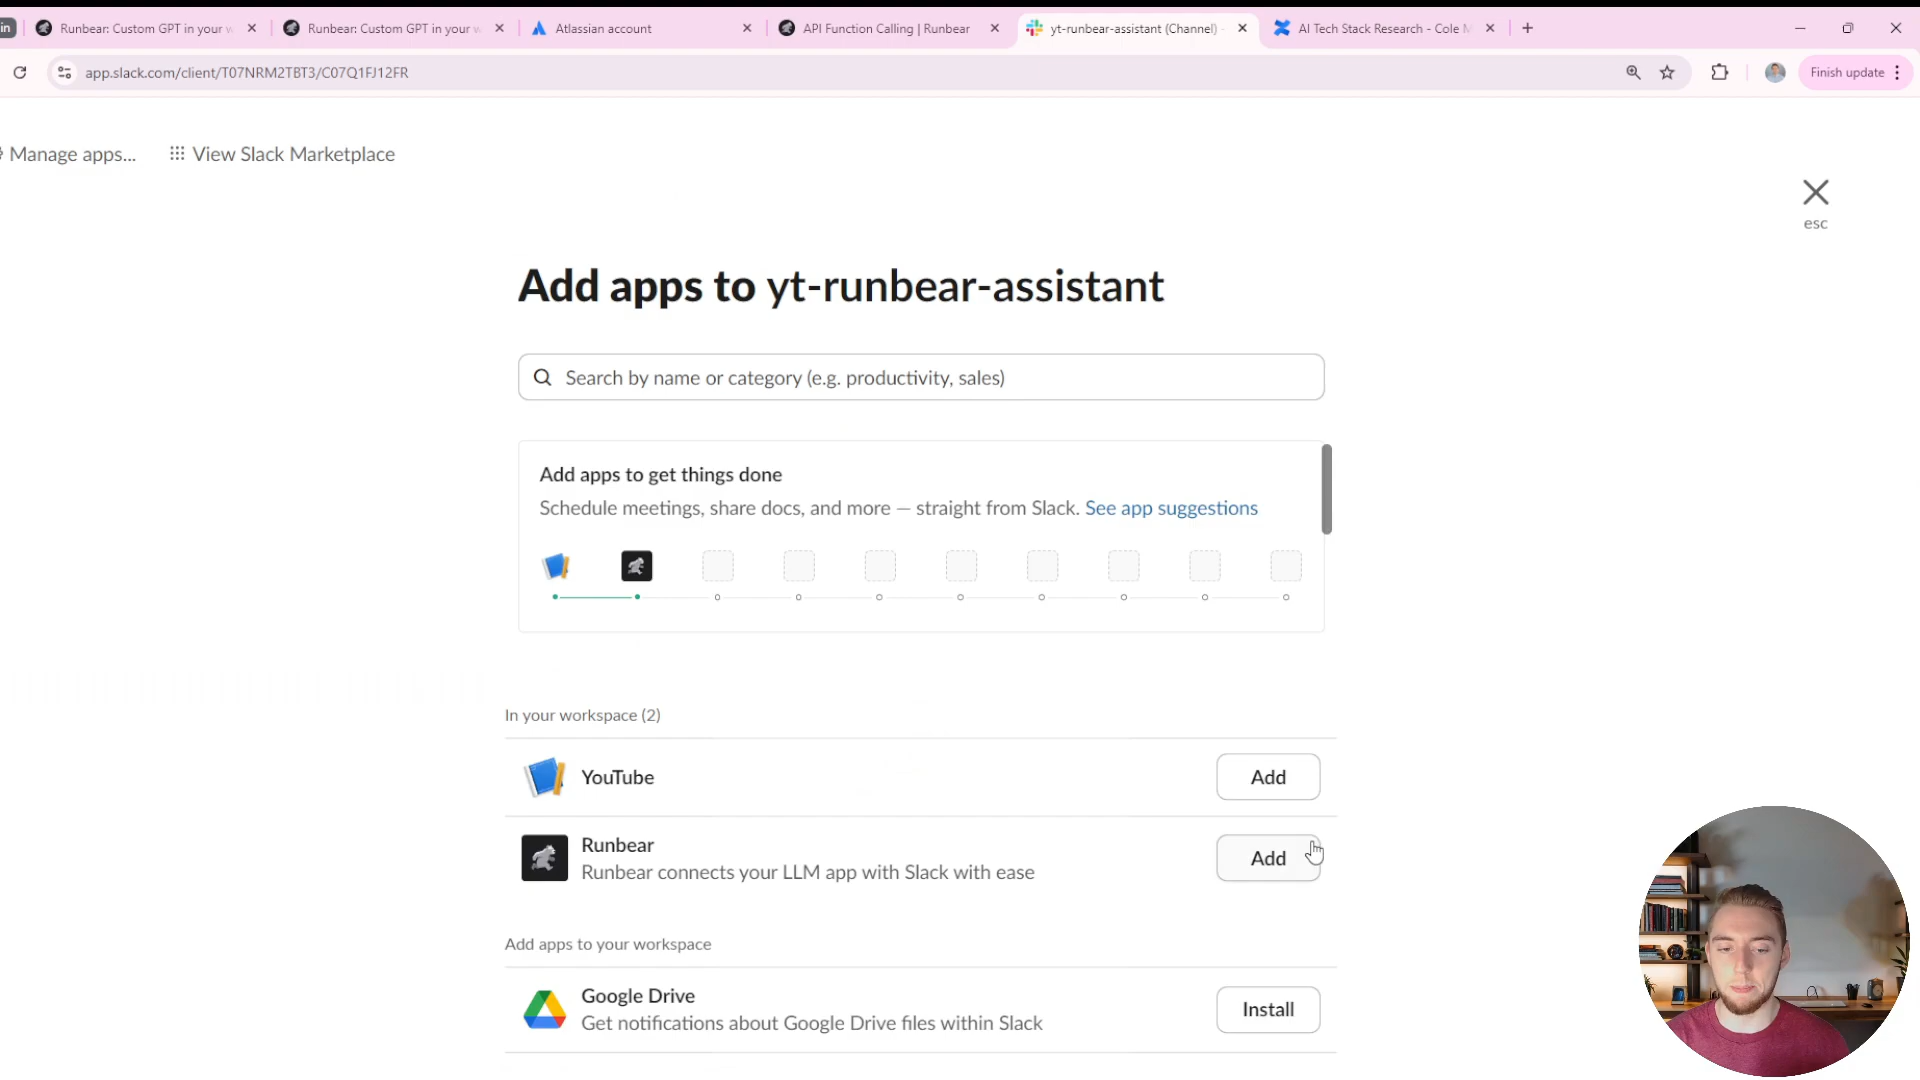 in
Runbear: Custom GPT in your w
Runbear: Custom GPT in your w
Atlassian account
API Function Calling | Runbear
yt-runbear-assistant (Channel) -
AI Tech Stack Research - Cole M
app.slack.com/client/T07NRM2TBT3/C07Q1FJ12FR
Finish update
Manage apps...
View Slack Marketplace
esc
Add apps to yt-runbear-assistant
Search by name or category (e.g. productivity, sales)
Add apps to get things done
Schedule meetings, share docs, and more — straight from Slack. See app suggestions
In your workspace (2)
YouTube
Add
Runbear
Runbear connects your LLM app with Slack with ease
Add
Add apps to your workspace
Google Drive
Get notifications about Google Drive files within Slack
Install